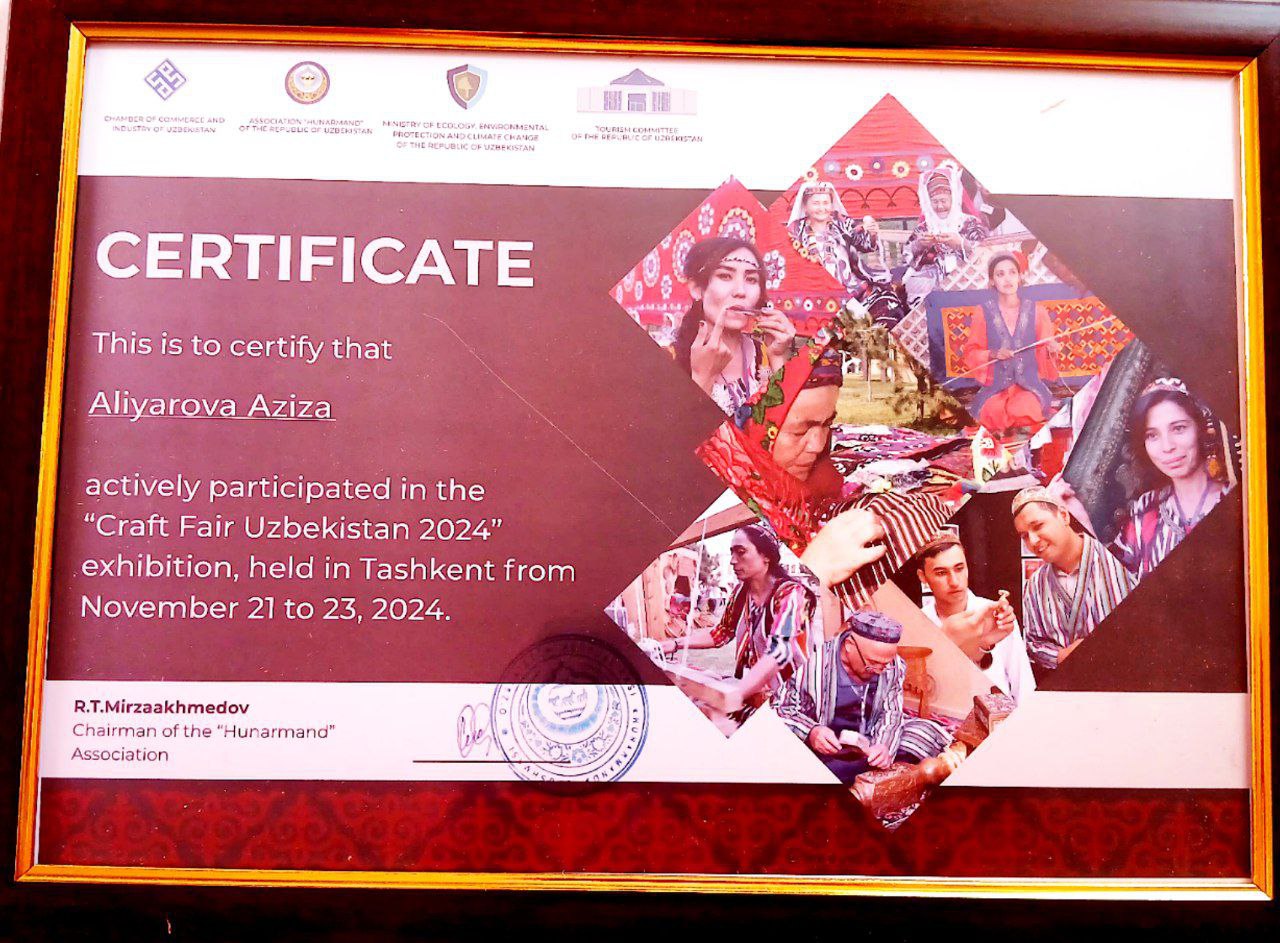 CHAMBER OF COMMERCE AND
INDUSTRY OF UZBEKISTAN
ASSOCIATION "HUNARMAND"
OF THE REPUBLIC OF UZBEKISTAN
MINISTRY OF ECOLOGY, ENVIRONMENTAL
PROTECTION AND CLIMATE CHANGE
OF THE REPUBLIC OF UZBEKISTAN
TOURISM COMMITTEE
OF THE REPUBLIC OF UZBEKISTAN
CERTIFICATE
This is to certify that
Aliyarova Aziza
actively participated in the
“Craft Fair Uzbekistan 2024”
exhibition, held in Tashkent from
November 21 to 23, 2024.
R.T.Mirzaakhmedov
Chairman of the “Hunarmand”
Association